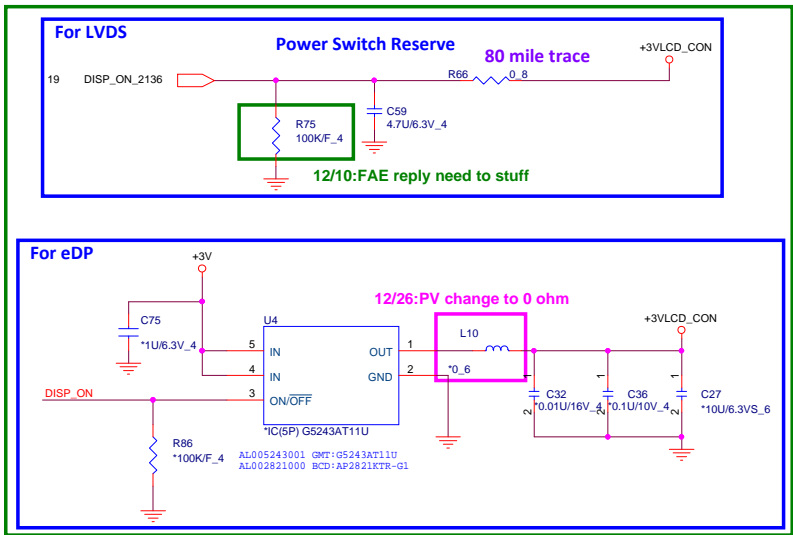 For LVDS
Power Switch Reserve
80 mile trace
+3VLCD_CON
19 DISP_ON_2136
R66
0_8
C59
4.7U/6.3V_4
R75
100K/F_4
12/10:FAE reply need to stuff
For eDP
+3V
12/26:PV change to 0 ohm
+3VLCD_CON
C75
*1U/6.3V_4
U4
L10
5 IN
OUT 1
4 IN
GND 2
*0_6
DISP_ON
3 ON/OFF
1
1
1
C32
*0.01U/16V_4
C36
*0.1U/10V_4
C27
*10U/6.3VS_6
2
2
2
*IC(5P) G5243AT11U
R86
*100K/F_4
AL005243001 GMT:G5243AT11U
AL002821000 BCD:AP2821KTR-G1